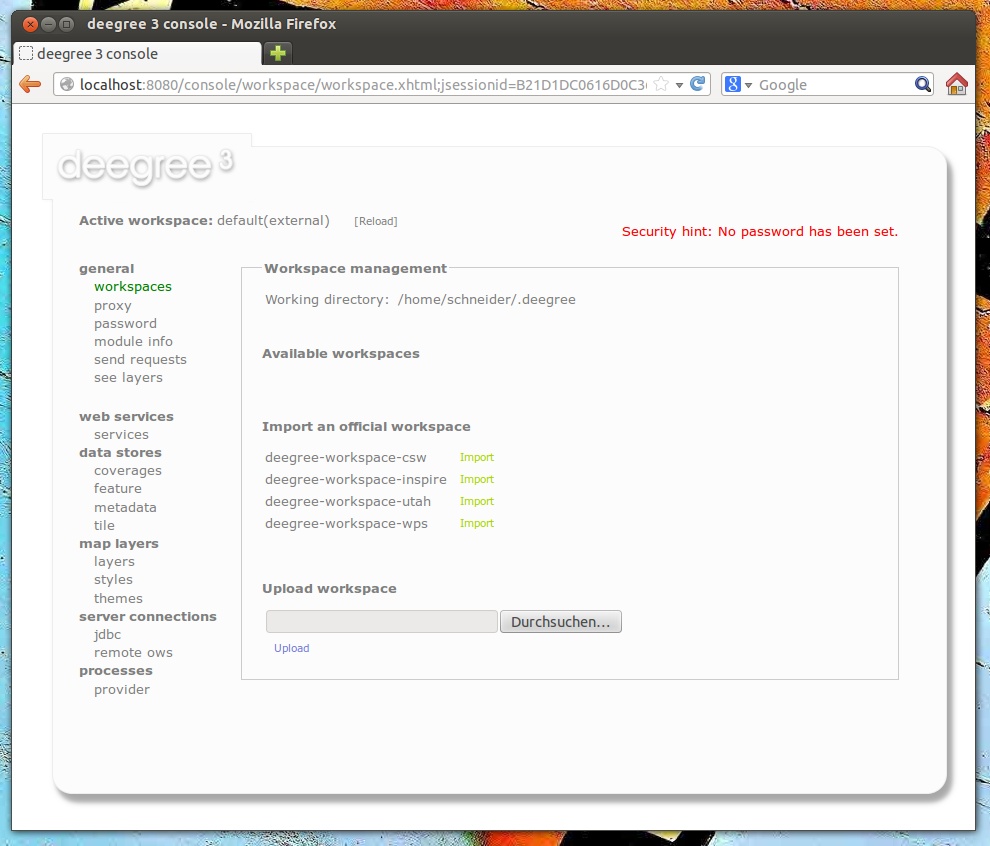 deegree 3 console - Mozilla Firefox
deegree 3 console
localhost:8080/console/workspace/workspace.xhtml;jsessionid=B21D1DC0616D0C3
Google
deegree 3
Active workspace: default(external) [Reload]
Security hint: No password has been set.
general
workspaces
proxy
password
module info
send requests
see layers
web services
services
data stores
coverages
feature
metadata
tile
map layers
layers
styles
themes
server connections
jdbc
remote ows
processes
provider
Workspace management
Working directory: /home/schneider/.deegree
Available workspaces
Import an official workspace
deegree-workspace-csw Import
deegree-workspace-inspire Import
deegree-workspace-utah Import
deegree-workspace-wps Import
Upload workspace
Durchsuchen...
Upload